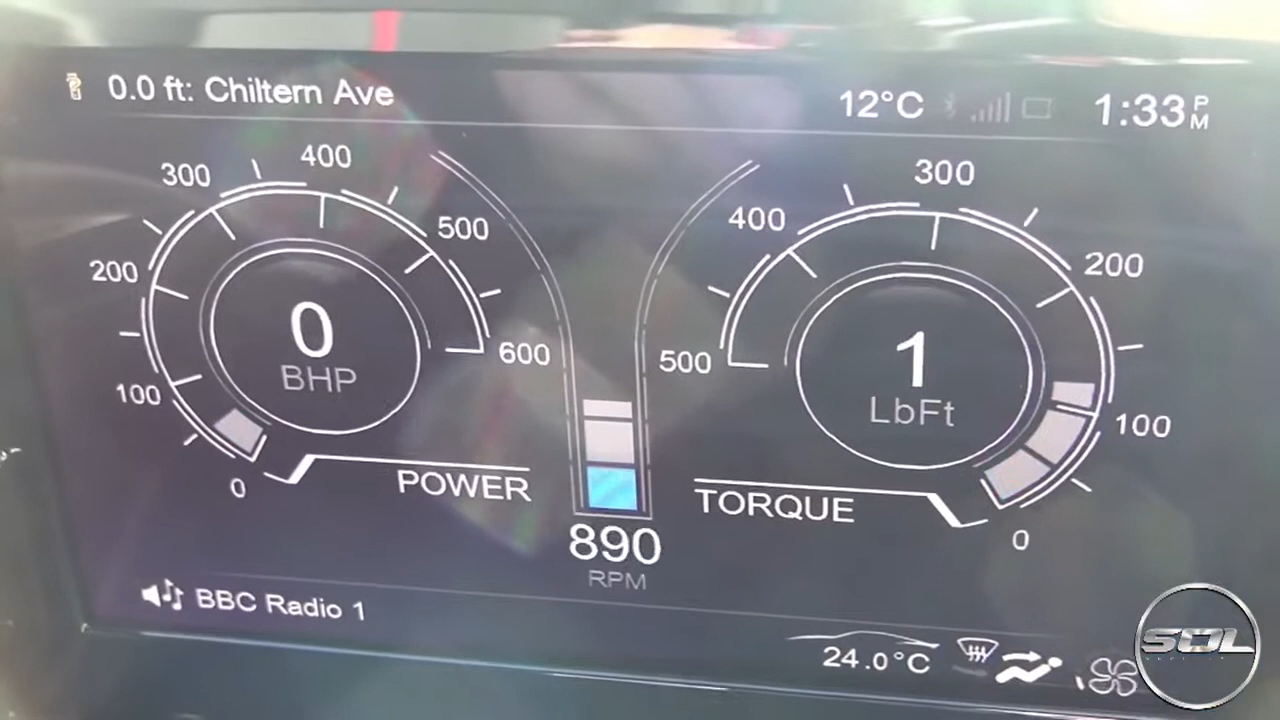 0.0 ft: Chiltern Ave
12°C
1:33 PM
300
400
500
200
600
100
0
0
BHP
POWER
300
400
200
500
100
0
1
LbFt
TORQUE
890
RPM
BBC Radio 1
24.0°C
SOL